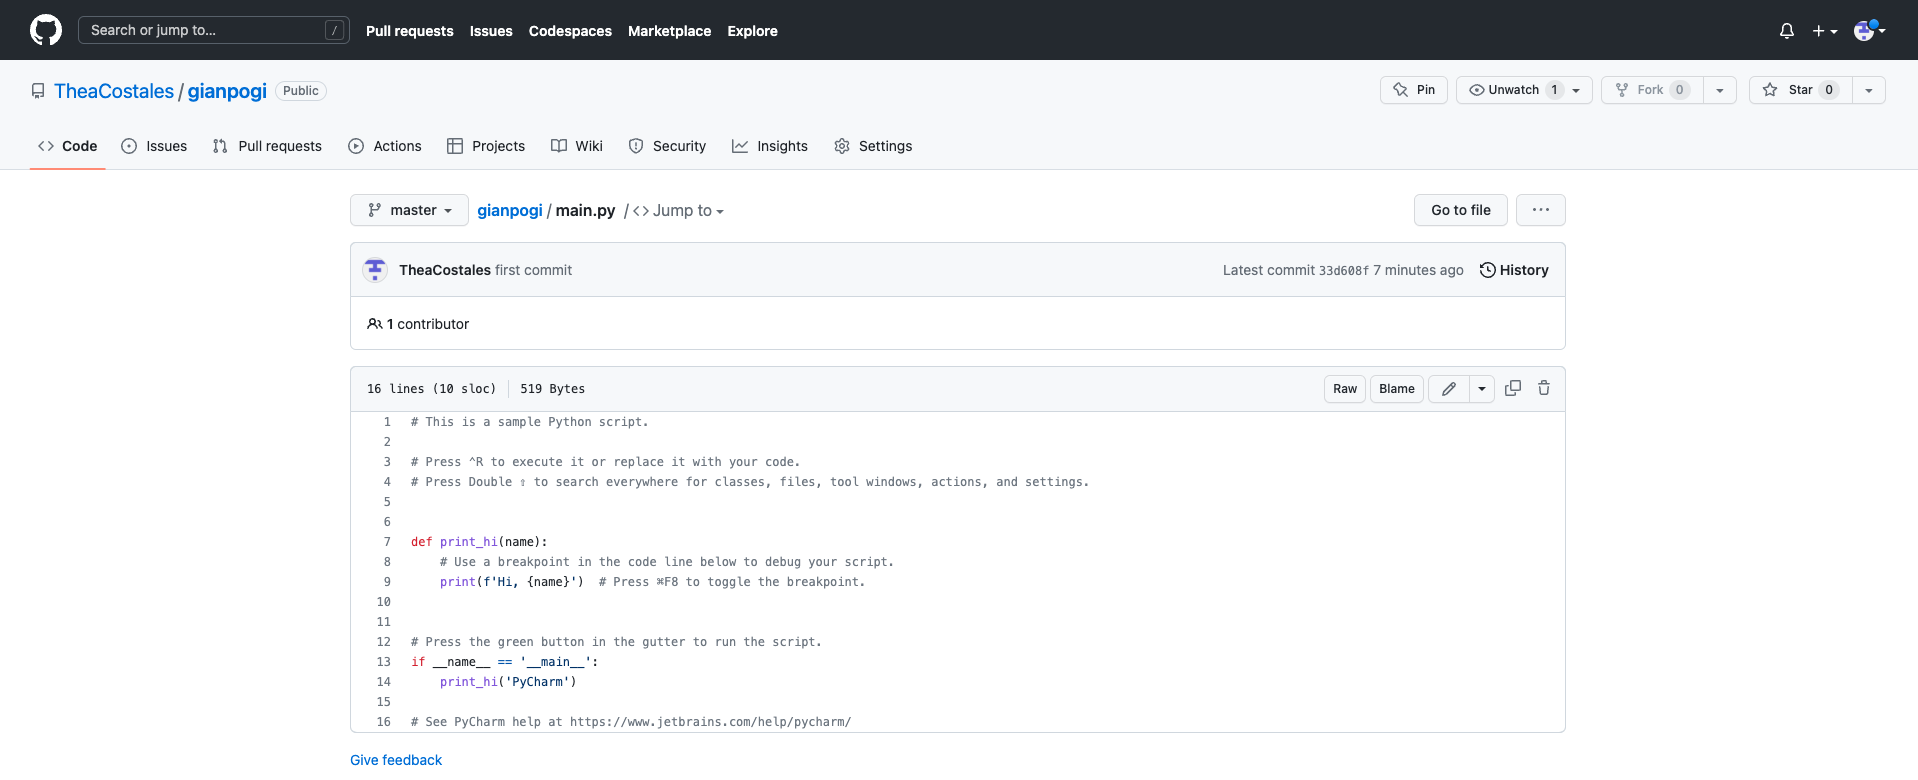 Search or jump to... /
Pull requests Issues Codespaces Marketplace Explore
TheaCostales / gianpogi Public
Pin Unwatch 1 Fork 0 Star 0
Code Issues Pull requests Actions Projects Wiki Security Insights Settings
master gianpogi / main.py / <> Jump to
Go to file ...
TheaCostales first commit
Latest commit 33d608f 7 minutes ago History
1 contributor
16 lines (10 sloc) 519 Bytes
Raw Blame
1 # This is a sample Python script.
2
3 # Press ^R to execute it or replace it with your code.
4 # Press Double ⇧ to search everywhere for classes, files, tool windows, actions, and settings.
5
6
7 def print_hi(name):
8     # Use a breakpoint in the code line below to debug your script.
9     print(f'Hi, {name}')  # Press ⌘F8 to toggle the breakpoint.
10
11
12 # Press the green button in the gutter to run the script.
13 if __name__ == '__main__':
14     print_hi('PyCharm')
15
16 # See PyCharm help at https://www.jetbrains.com/help/pycharm/
Give feedback